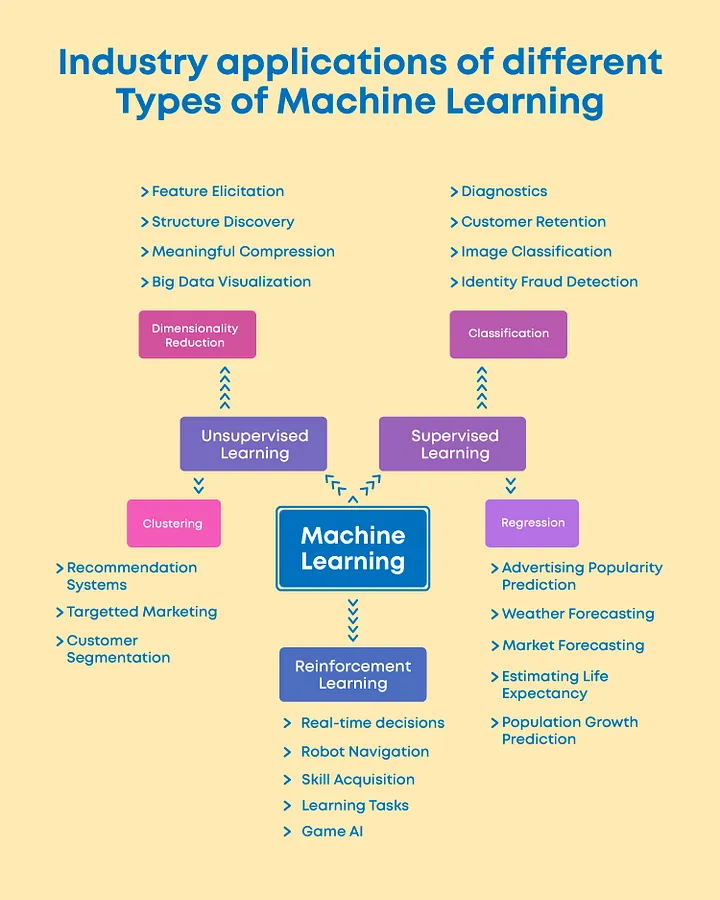 Industry applications of different
Types of Machine Learning
Feature Elicitation
Structure Discovery
Meaningful Compression
Big Data Visualization
Dimensionality
Reduction
Diagnostics
Customer Retention
Image Classification
Identity Fraud Detection
Classification
Unsupervised
Learning
Supervised
Learning
Clustering
Recommendation
Systems
Targetted Marketing
Customer
Segmentation
Machine
Learning
Regression
Advertising Popularity
Prediction
Weather Forecasting
Market Forecasting
Estimating Life
Expectancy
Population Growth
Prediction
Reinforcement
Learning
Real-time decisions
Robot Navigation
Skill Acquisition
Learning Tasks
Game AI